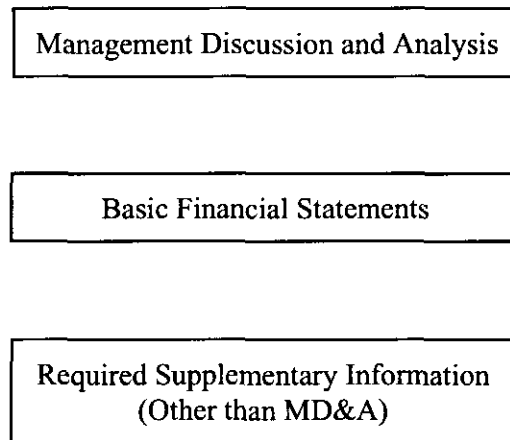 Management Discussion and Analysis
Basic Financial Statements
Required Supplementary Information
(Other than MD&A)